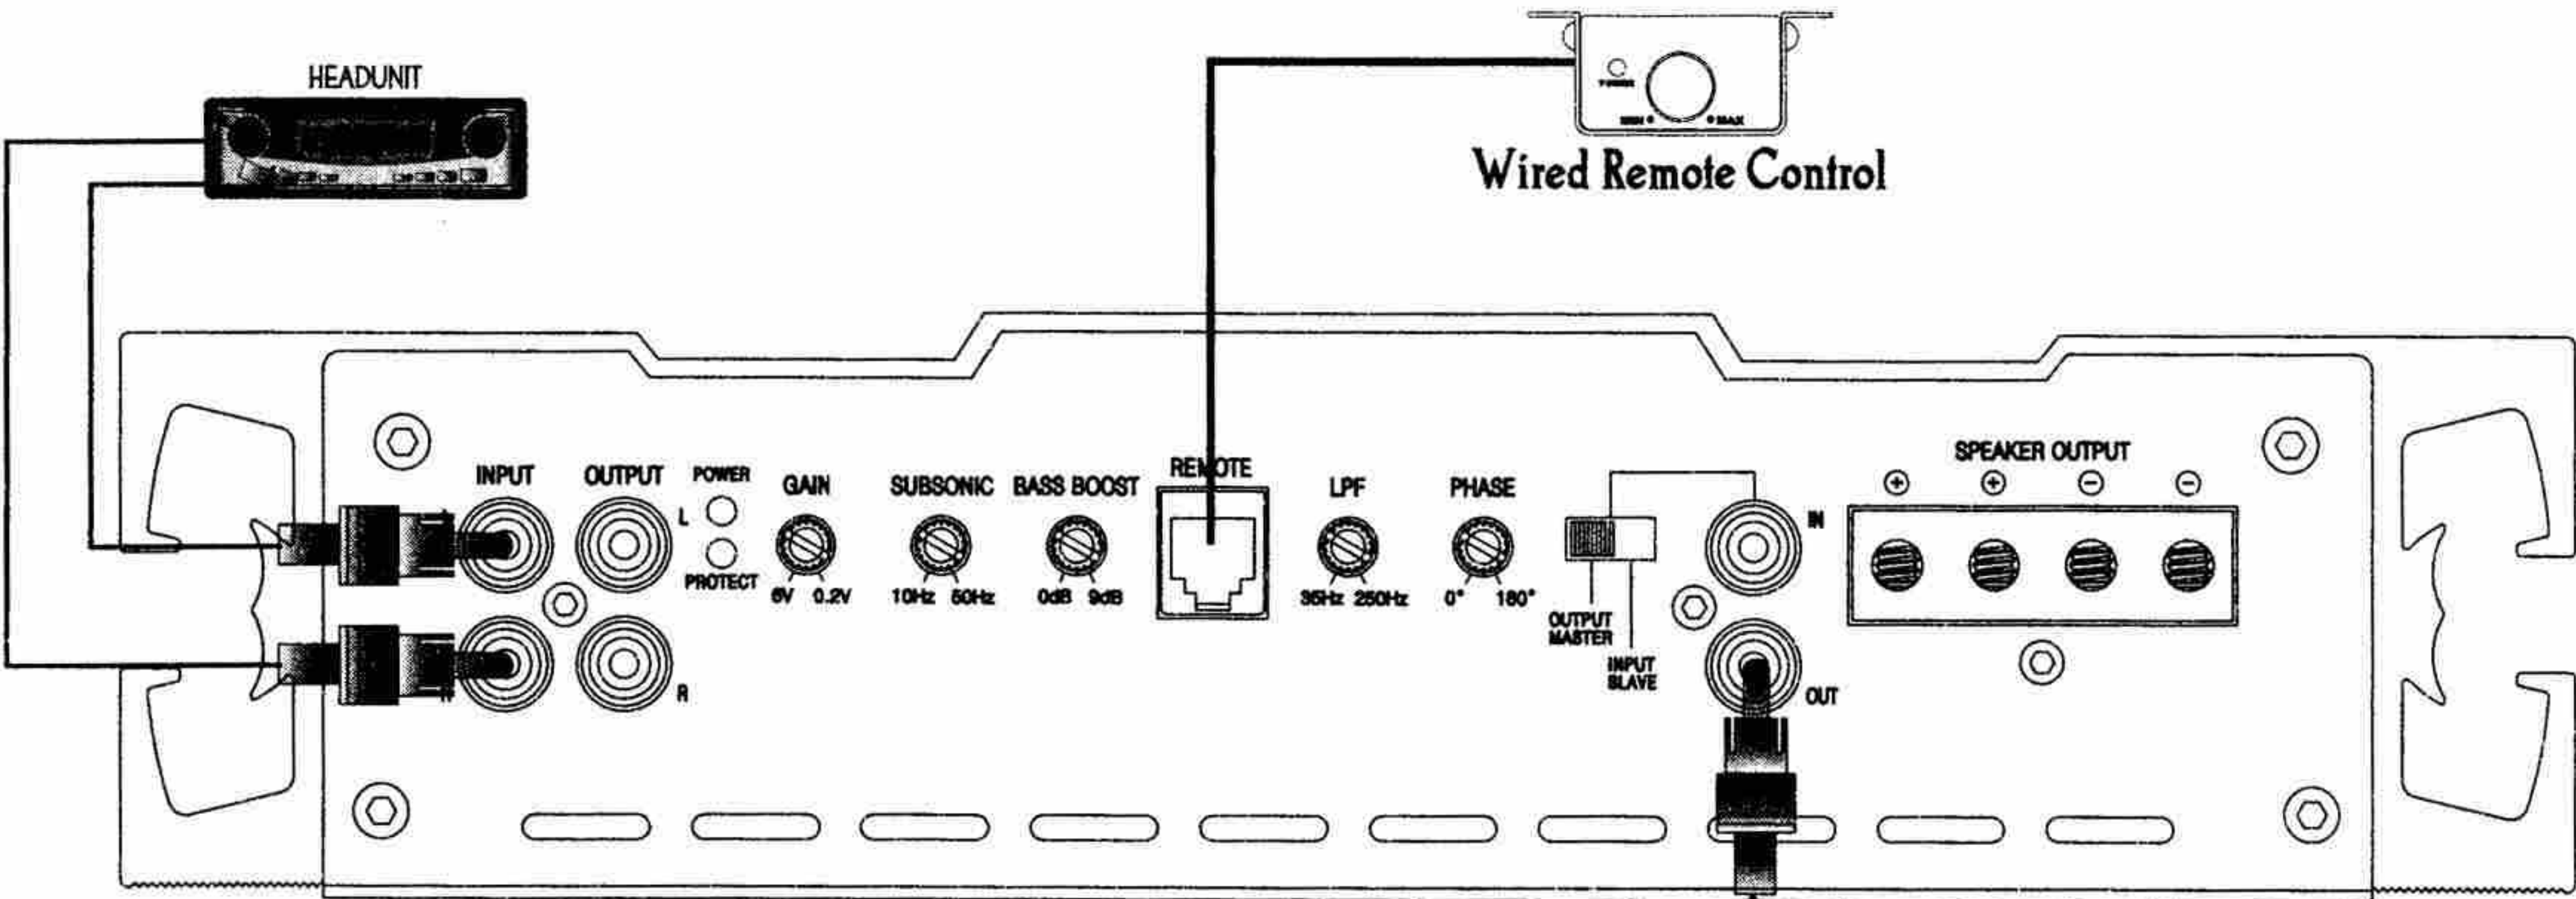 HEADUNIT
POWER
MIN MAX
Wired Remote Control
INPUT OUTPUT POWER
L
GAIN SUBSONIC BASS BOOST REMOTE LPF PHASE
SPEAKER OUTPUT
+ + - -
IN
PROTECT
6V 0.2V 10Hz 50Hz 0dB 9dB 35Hz 250Hz 0° 180°
OUTPUT
MASTER
INPUT
SLAVE
R
OUT